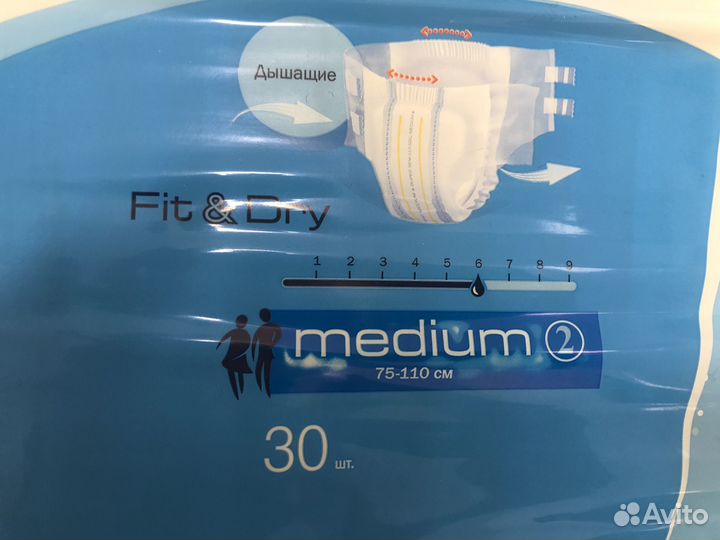 Дышащие
Fit & Dry
1 2 3 4 5 6 7 8 9
medium 2
75-110 см
30 шт.
Avito